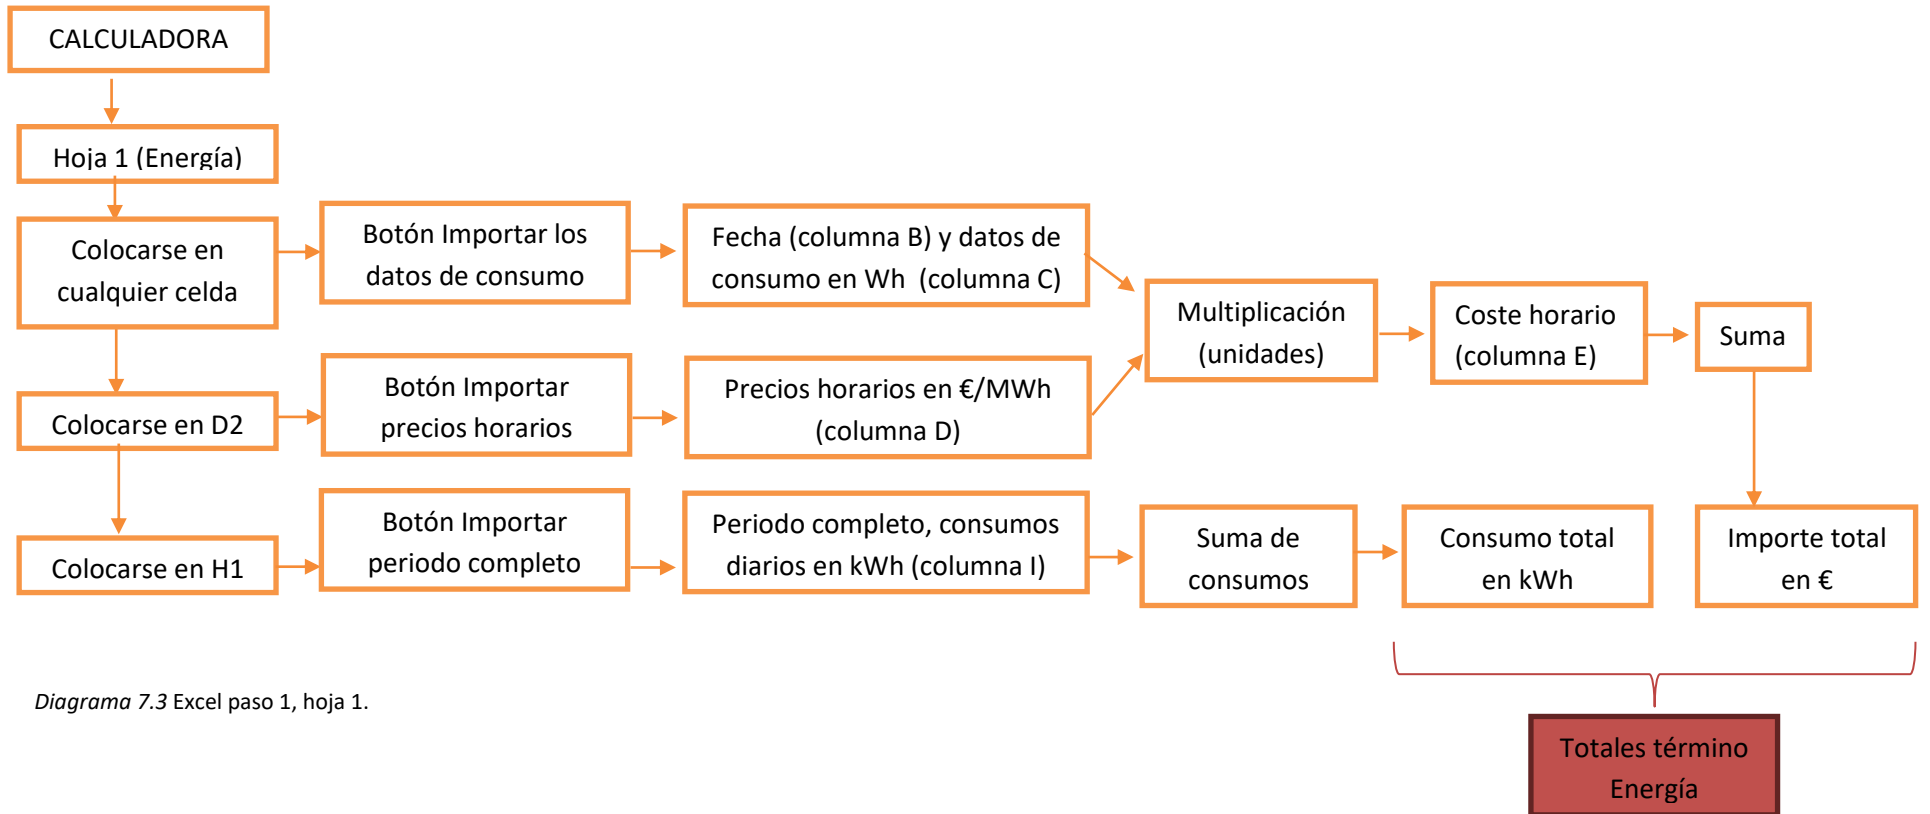 CALCULADORA
Hoja 1 (Energía)
Colocarse en
cualquier celda
Botón Importar los
datos de consumo
Fecha (columna B) y datos de
consumo en Wh (columna C)
Multiplicación
(unidades)
Coste horario
(columna E)
Suma
Colocarse en D2
Botón Importar
precios horarios
Precios horarios en €/MWh
(columna D)
Colocarse en H1
Botón Importar
periodo completo
Periodo completo, consumos
diarios en kWh (columna I)
Suma de
consumos
Consumo total
en kWh
Importe total
en €
Diagrama 7.3 Excel paso 1, hoja 1.
Totales término
Energía